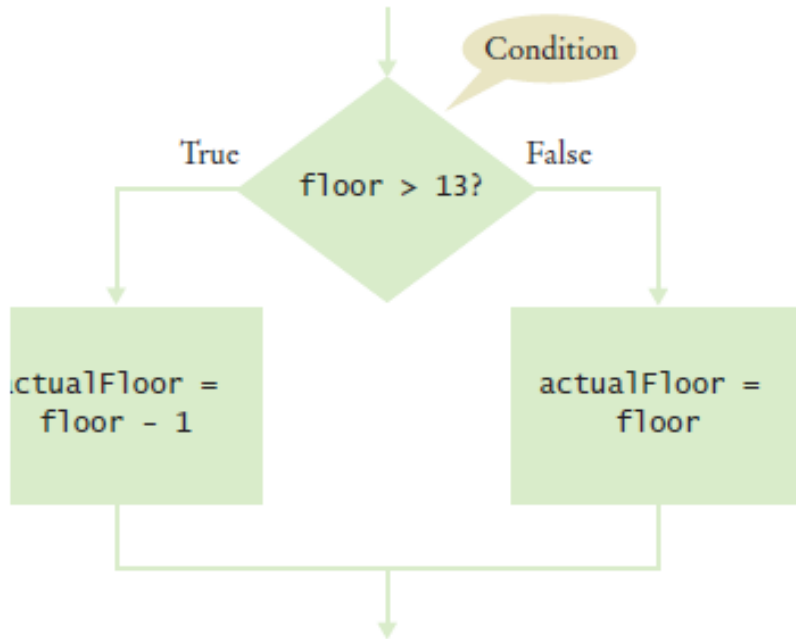 Condition
True
False
floor > 13?
ctualFloor =
floor - 1
actualFloor =
floor